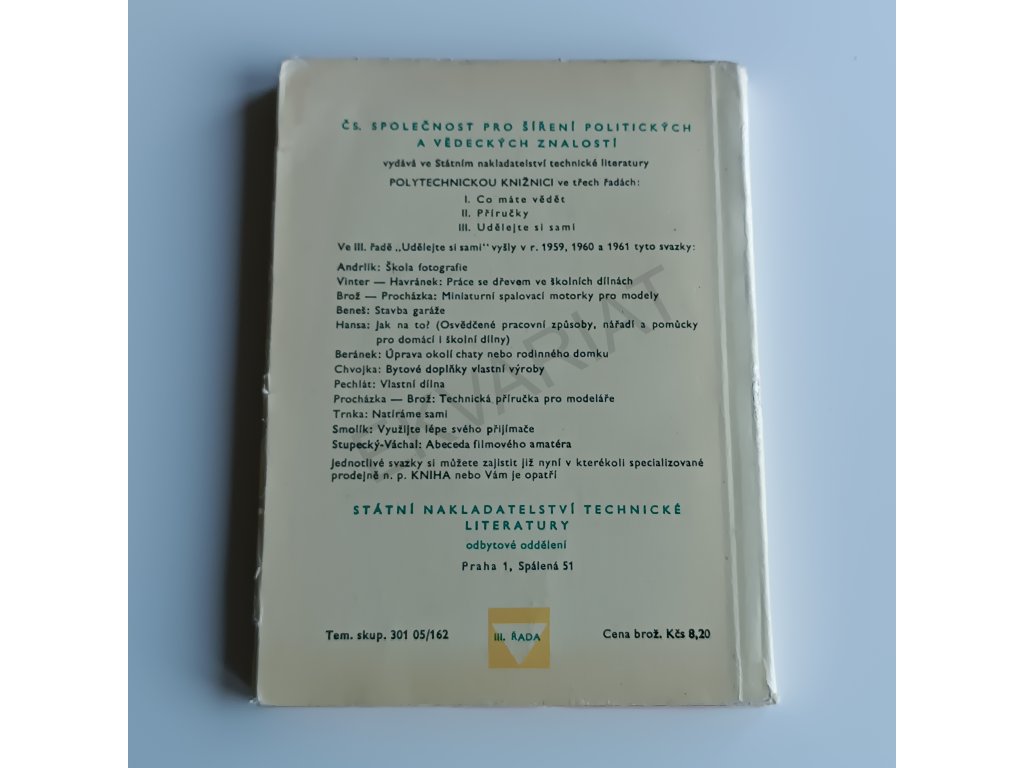 ČS. SPOLEČNOST PRO ŠÍŘENÍ POLITICKÝCH
A VĚDECKÝCH ZNALOSTÍ
vydává ve Státním nakladatelství technické literatury
POLYTECHNICKOU KNIŽNICI ve třech řadách:
I. Co máte vědět
II. Příručky
III. Udělejte si sami
Ve III. řadě „Udělejte si sami" vyšly v r. 1959, 1960 a 1961 tyto svazky:
Andrlík: Škola fotografie
Vinter — Havránek: Práce se dřevem ve školních dílnách
Brož — Procházka: Miniaturní spalovací motorky pro modely
Beneš: Stavba garáže
Hansa: Jak na to? (Osvědčené pracovní způsoby, nářadí a pomůcky
pro domácí i školní dílny)
Beránek: Úprava okolí chaty nebo rodinného domku
Chvojka: Bytové doplňky vlastní výroby
Pechlát: Vlastní dílna
Procházka — Brož: Technická příručka pro modeláře
Trnka: Natíráme sami
Smolík: Využijte lépe svého přijímače
Stupecký-Váchal: Abeceda filmového amatéra
Jednotlivé svazky si můžete zajistit již nyní v kterékoli specializované
prodejně n. p. KNIHA nebo Vám je opatří
STÁTNÍ NAKLADATELSTVÍ TECHNICKÉ
LITERATURY
odbytové oddělení
Praha 1, Spálená 51
Tem. skup. 301 05/162
III. ŘADA
Cena brož. Kčs 8,20